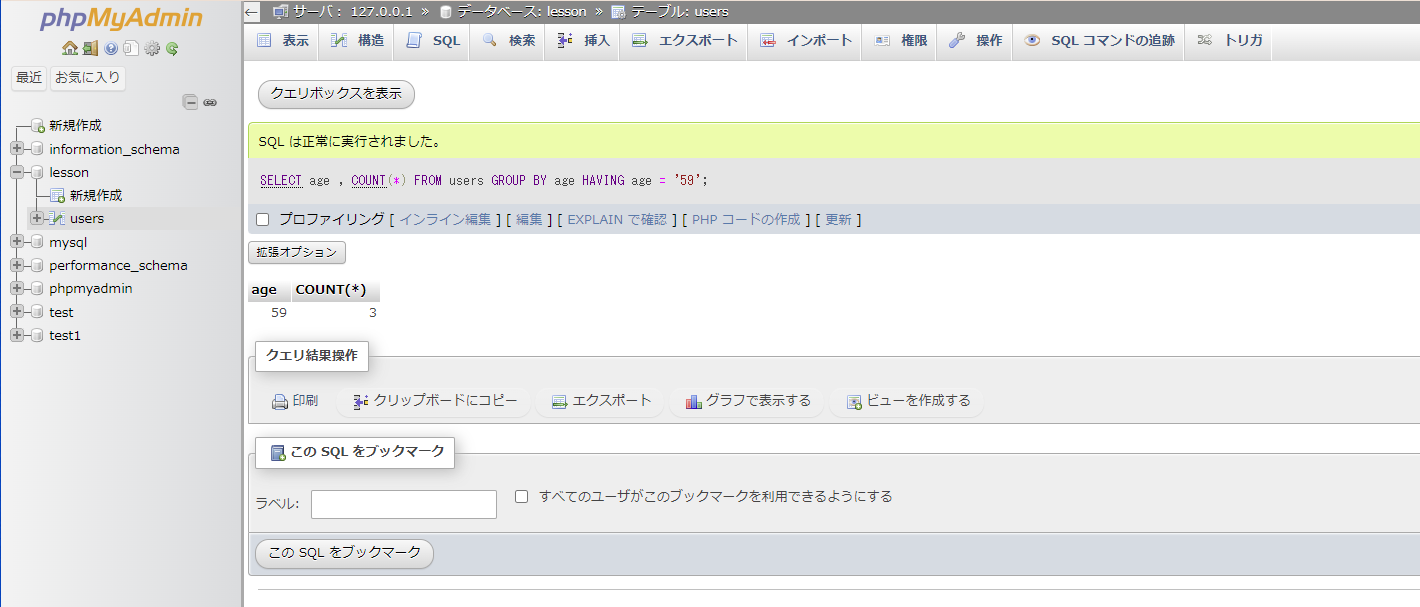 phpMyAdmin
最近 お気に入り
新規作成
information_schema
lesson
新規作成
users
mysql
performance_schema
phpmyadmin
test
test1
サーバ: 127.0.0.1 » データベース: lesson » テーブル: users
表示 構造 SQL 検索 挿入 エクスポート インポート 権限 操作 SQL コマンドの追跡 トリガ
クエリボックスを表示
SQL は正常に実行されました。
SELECT age , COUNT(*) FROM users GROUP BY age HAVING age = '59';
プロファイリング [ インライン編集 ] [ 編集 ] [ EXPLAIN で確認 ] [ PHP コードの作成 ] [ 更新 ]
拡張オプション
age COUNT(*)
59 3
クエリ結果操作
印刷 クリップボードにコピー エクスポート グラフで表示する ビューを作成する
この SQL をブックマーク
ラベル: すべてのユーザがこのブックマークを利用できるようにする
この SQL をブックマーク